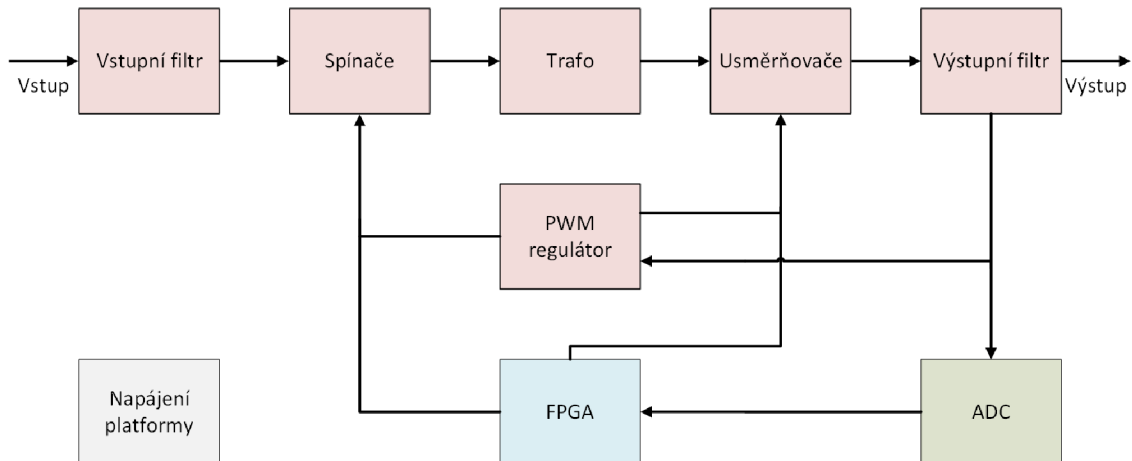 Vstupní filtr
Spínače
Trafo
Usměrňovače
Výstupní filtr
Vstup
Výstup
PWM
regulátor
Napájení
platformy
FPGA
ADC